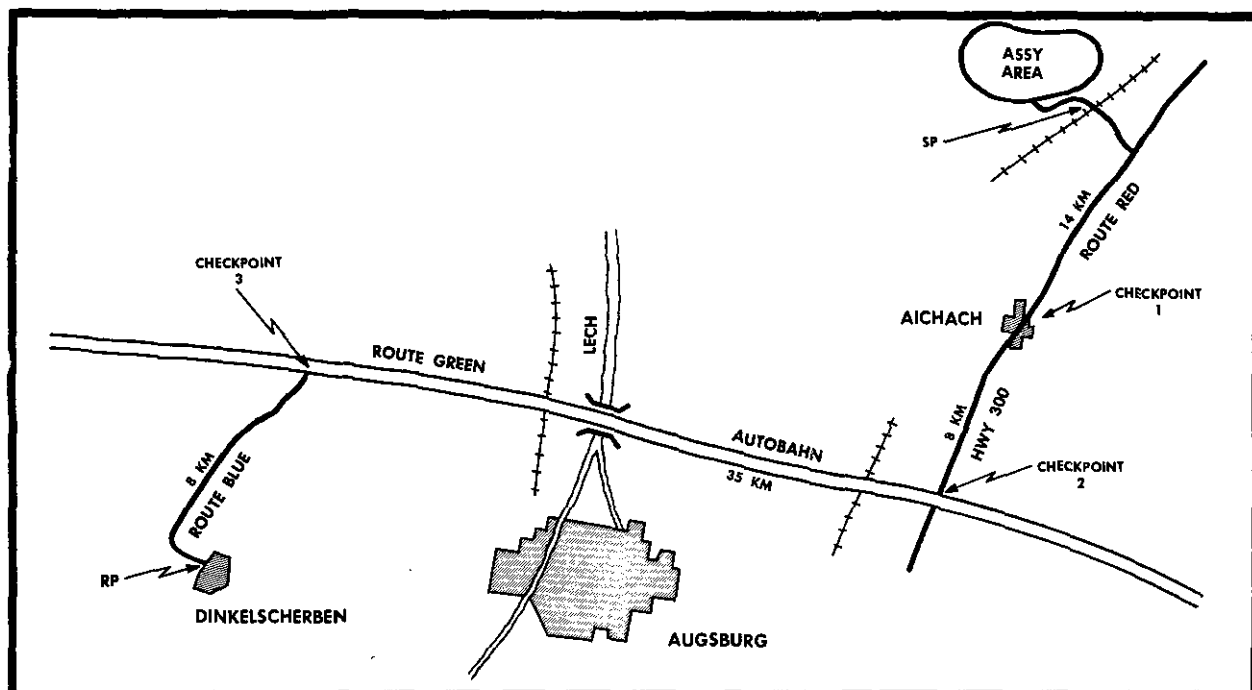 ASSY
AREA
SP
14 KM
ROUTE RED
CHECKPOINT
3
LECH
AICHACH
CHECKPOINT
1
ROUTE GREEN
8 KM
HWY 300
AUTOBAHN
35 KM
CHECKPOINT
2
8 KM
ROUTE BLUE
RP
DINKELSCHERBEN
AUGSBURG